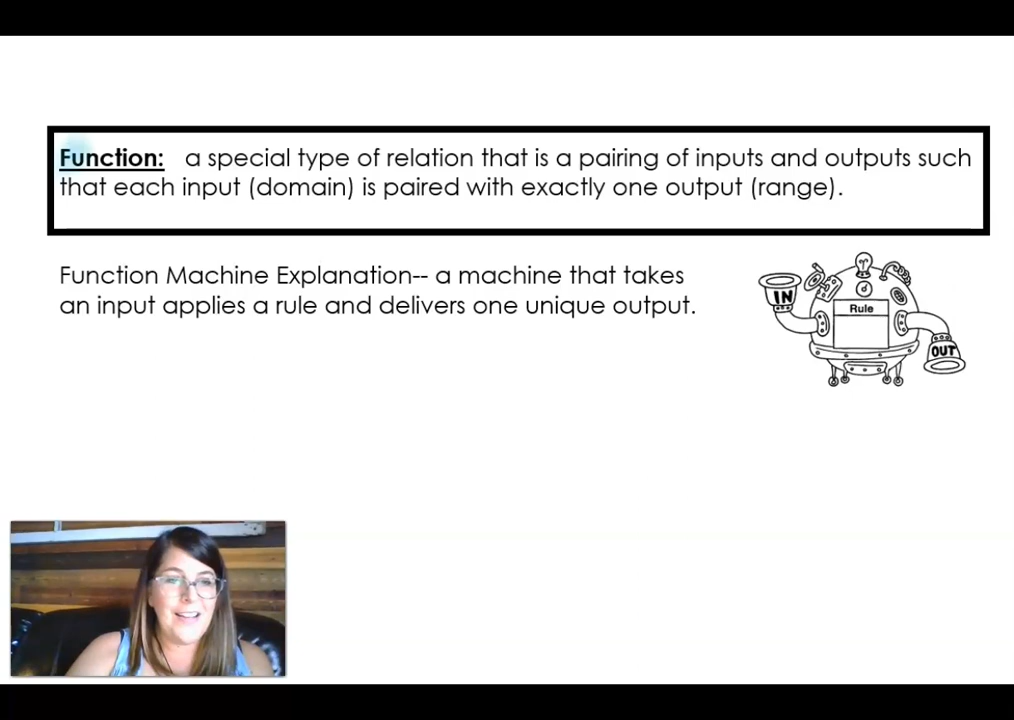 Function: a special type of relation that is a pairing of inputs and outputs such
that each input (domain) is paired with exactly one output (range).
Function Machine Explanation-- a machine that takes
an input applies a rule and delivers one unique output.
IN
Rule
OUT